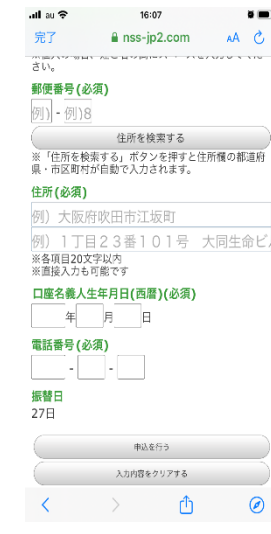 au 16:07
完了 nss-jp2.com AA
さい。
郵便番号(必須)
例) - 例)8
住所を検索する
※「住所を検索する」ボタンを押すと住所欄の都道府
県・市区町村が自動で入力されます。
住所(必須)
例）大阪府吹田市江坂町
例）１丁目２３番１０１号　大同生命ビル
※各項目20文字以内
※直接入力も可能です
口座名義人生年月日(西暦)(必須)
年 月 日
電話番号(必須)
- -
振替日
27日
申込を行う
入力内容をクリアする